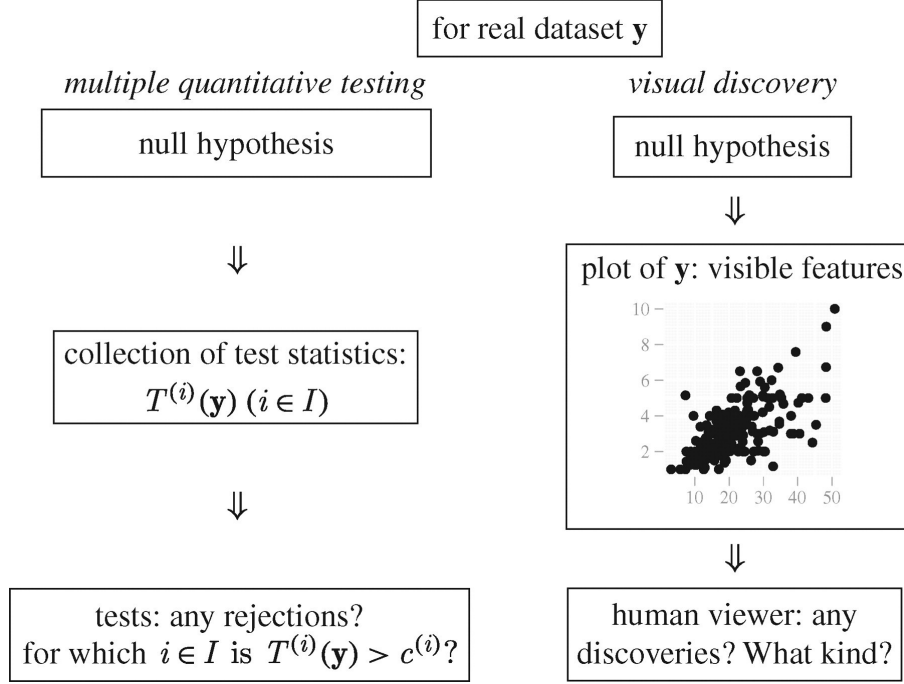 for real dataset y
multiple quantitative testing
null hypothesis
⇓
collection of test statistics:
T⁽ⁱ⁾(y) (i ∈ I)
⇓
tests: any rejections?
for which i ∈ I is T⁽ⁱ⁾(y) > c⁽ⁱ⁾?
visual discovery
null hypothesis
⇓
plot of y: visible features
10
8
6
4
2
10 20 30 40 50
⇓
human viewer: any
discoveries? What kind?